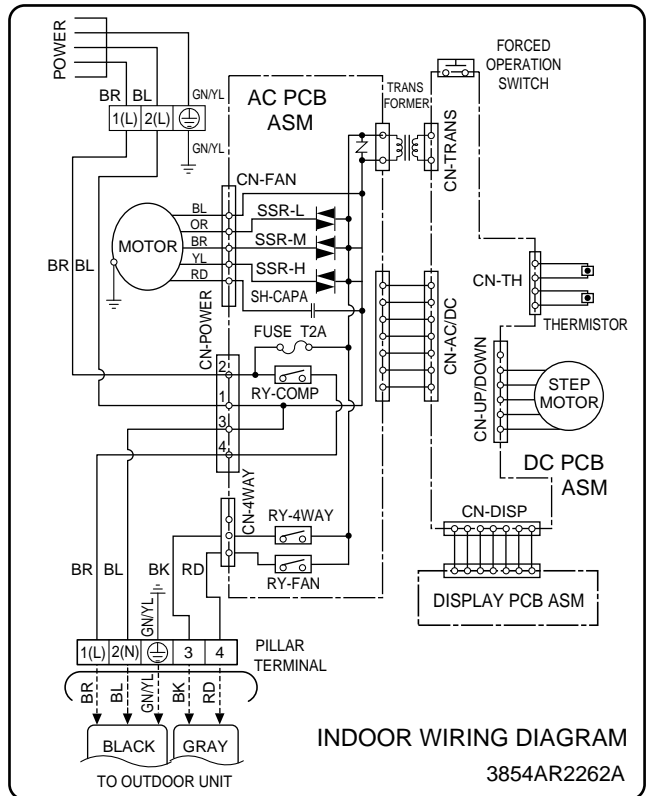 POWER
BR BL GN/YL
1(L) 2(L)
GN/YL
AC PCB
ASM
TRANS
FORMER
FORCED
OPERATION
SWITCH
CN-TRANS
CN-FAN
MOTOR
BL
OR
BR
YL
RD
SSR-L
SSR-M
SSR-H
SH-CAPA
BR BL
CN-POWER
FUSE T2A
2
RY-COMP
1
3
4
CN-AC/DC
CN-TH
THERMISTOR
CN-UP/DOWN
STEP
MOTOR
DC PCB
ASM
CN-4WAY
RY-4WAY
RY-FAN
CN-DISP
DISPLAY PCB ASM
BR BL BK RD
GN/YL
1(L) 2(N) 3 4
PILLAR
TERMINAL
BR BL GN/YL BK RD
BLACK GRAY
TO OUTDOOR UNIT
INDOOR WIRING DIAGRAM
3854AR2262A